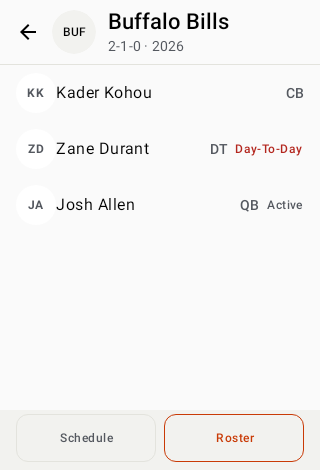 BUF
Buffalo Bills
2-1-0 · 2026
KK Kader Kohou CB
ZD Zane Durant DT Day-To-Day
JA Josh Allen QB Active
Schedule Roster